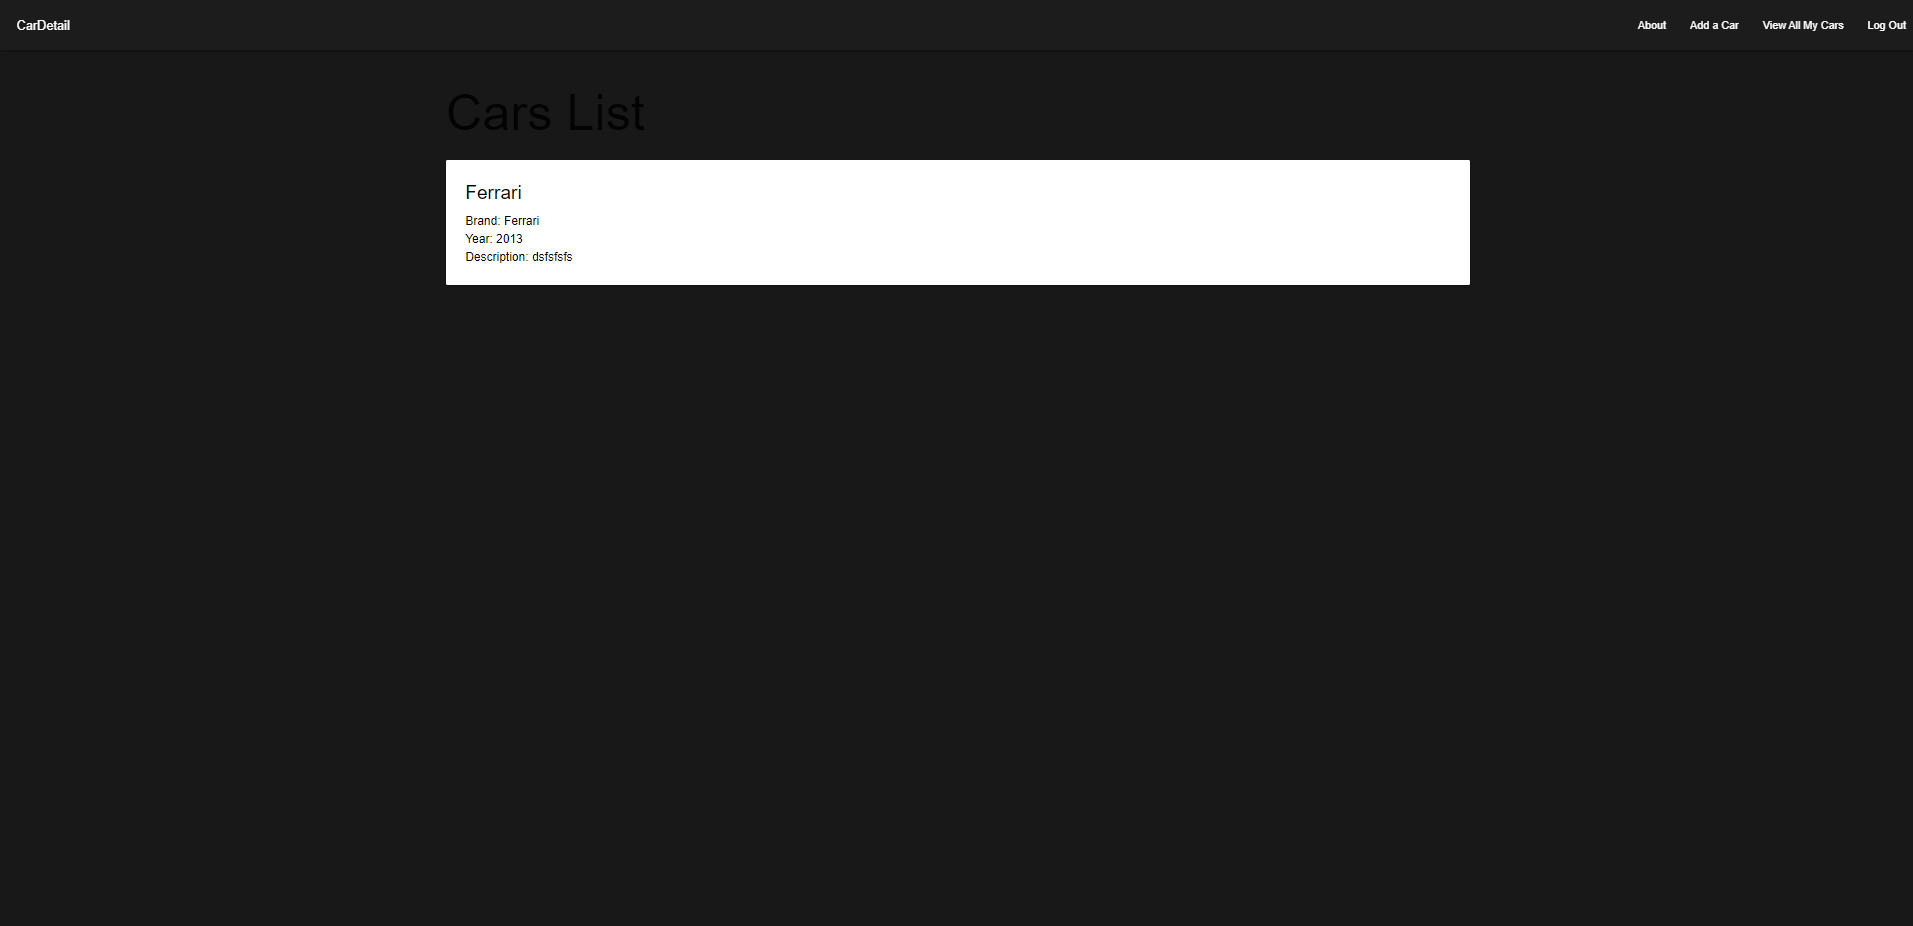 CarDetail
About
Add a Car
View All My Cars
Log Out
Cars List
Ferrari
Brand: Ferrari
Year: 2013
Description: dsfsfsfs